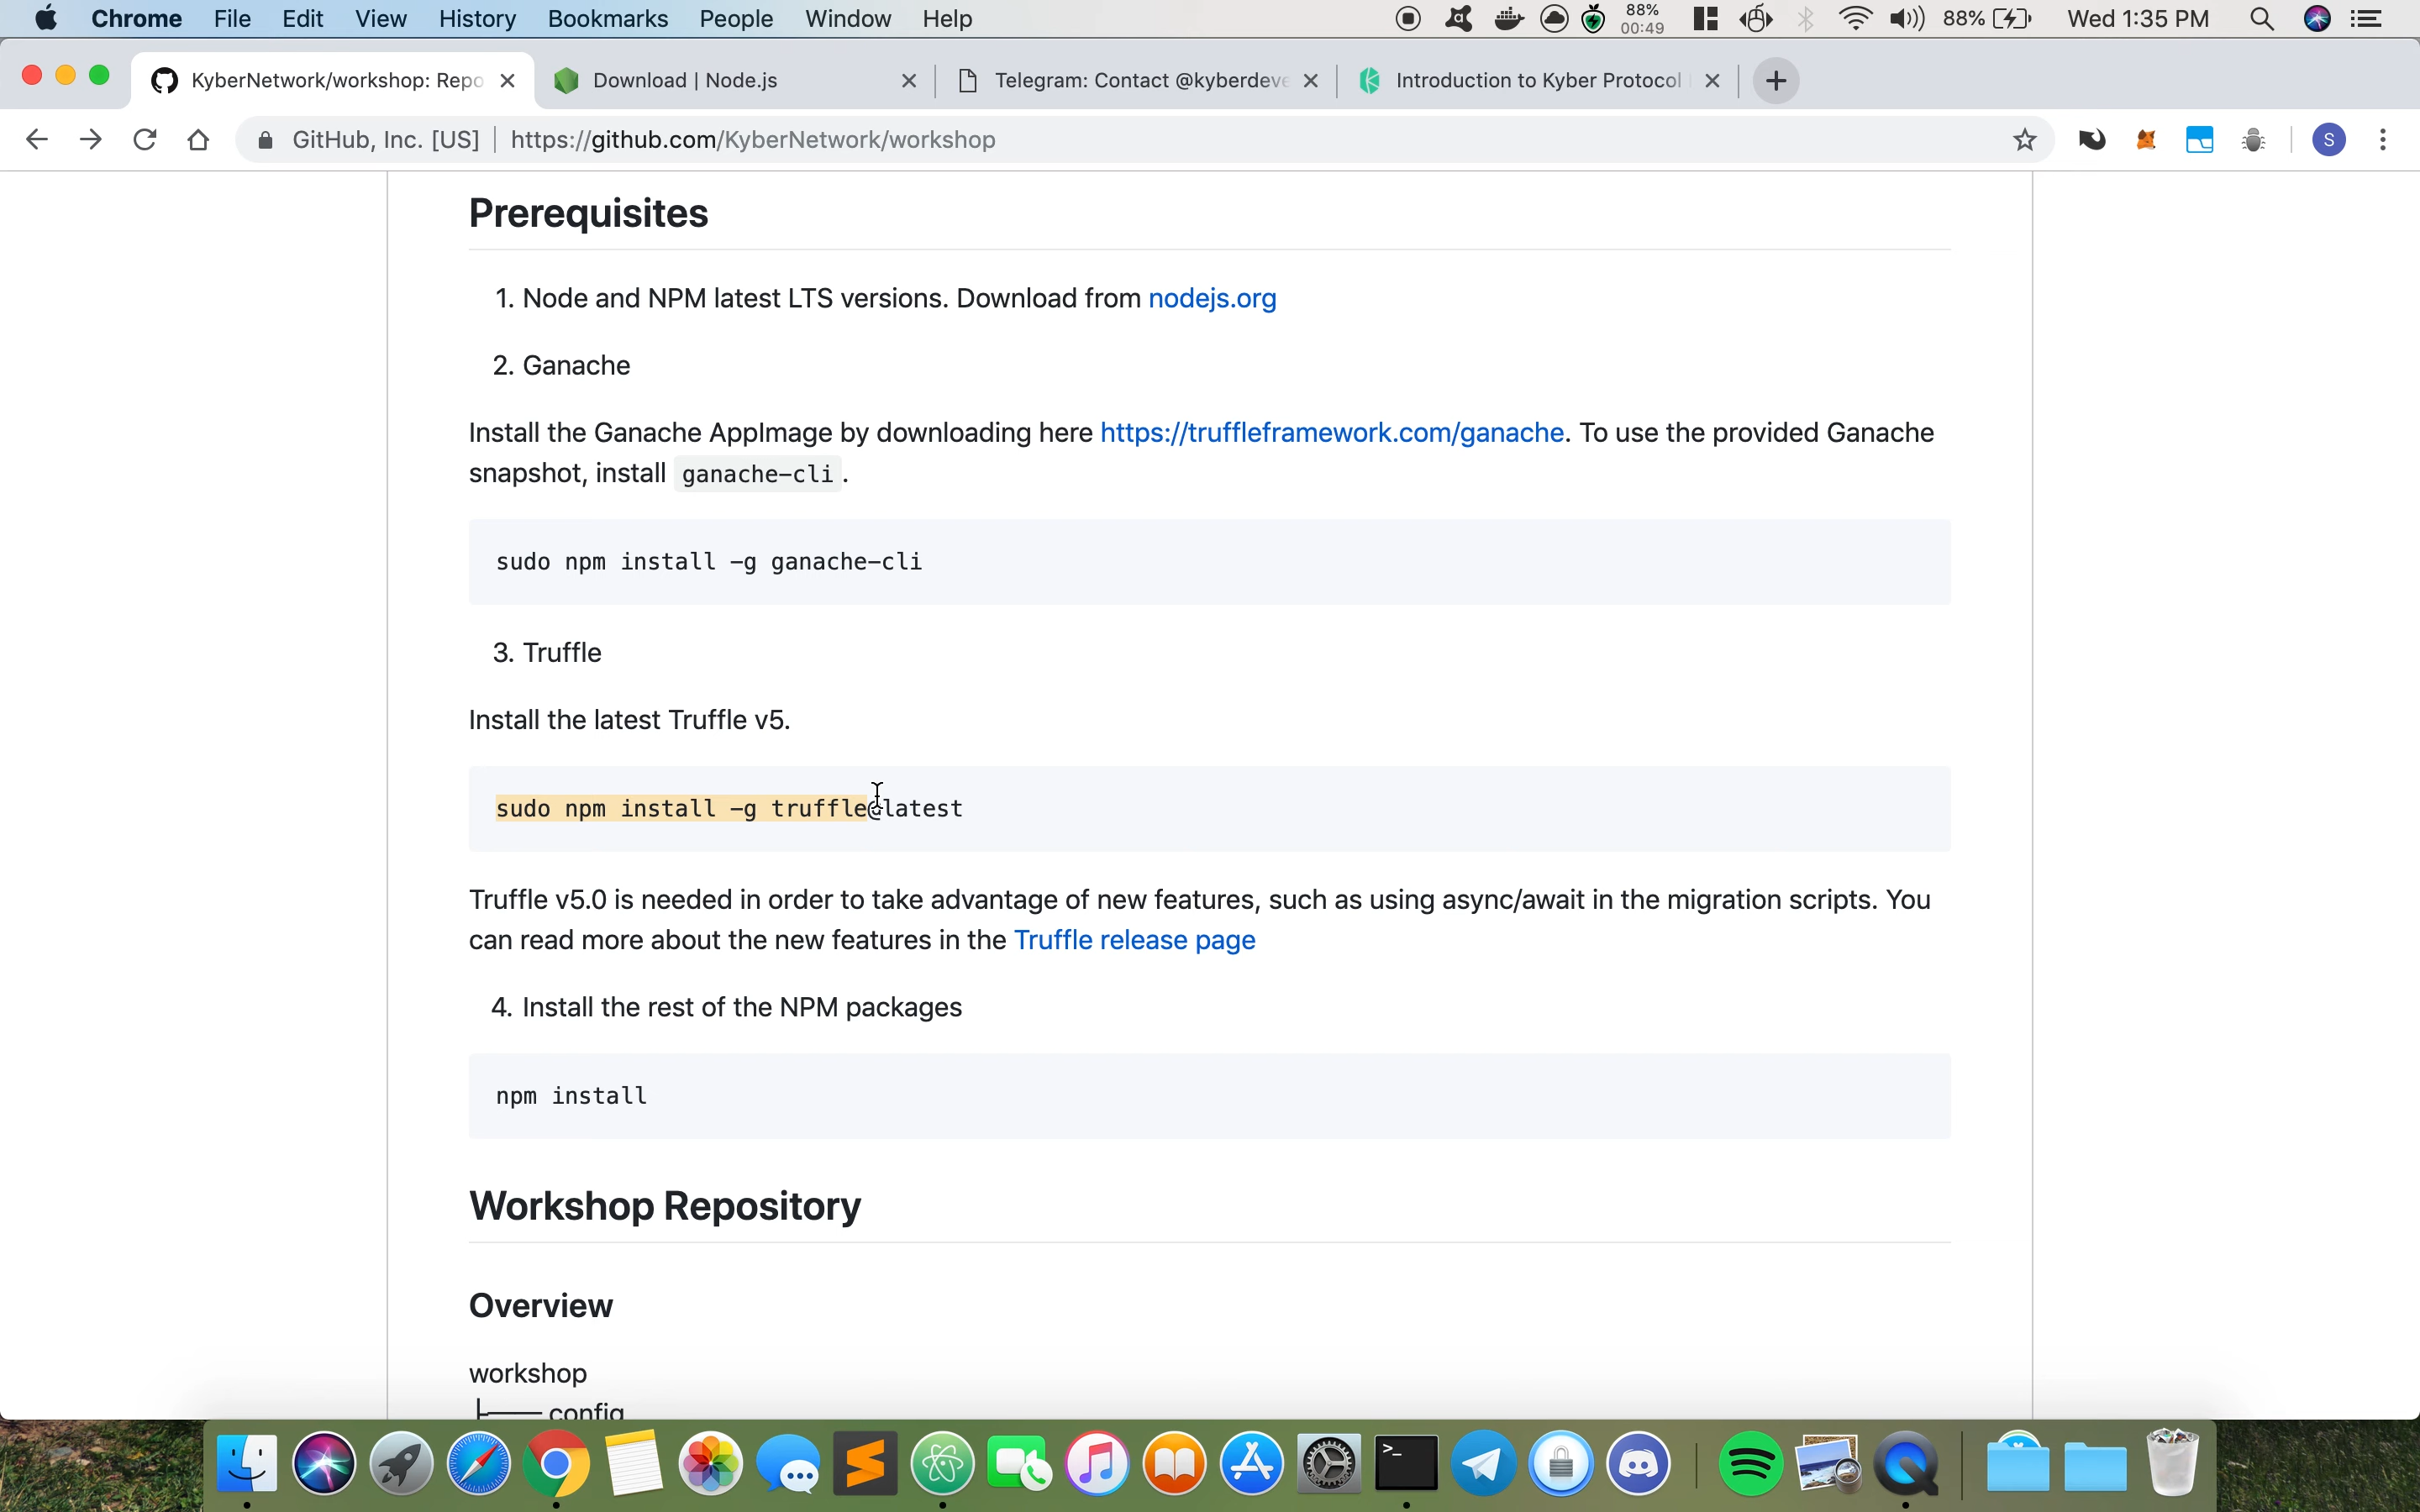 Chrome File Edit View History Bookmarks People Window Help
88%
00:49
88%
Wed 1:35 PM
KyberNetwork/workshop: Repo
Download | Node.js
Telegram: Contact @kyberdeve
Introduction to Kyber Protocol
GitHub, Inc. [US] | https://github.com/KyberNetwork/workshop
S
Prerequisites
1. Node and NPM latest LTS versions. Download from nodejs.org
2. Ganache
Install the Ganache AppImage by downloading here https://truffleframework.com/ganache. To use the provided Ganache
snapshot, install ganache-cli.
sudo npm install -g ganache-cli
3. Truffle
Install the latest Truffle v5.
sudo npm install -g truffle@latest
Truffle v5.0 is needed in order to take advantage of new features, such as using async/await in the migration scripts. You
can read more about the new features in the Truffle release page
4. Install the rest of the NPM packages
npm install
Workshop Repository
Overview
workshop
├── config